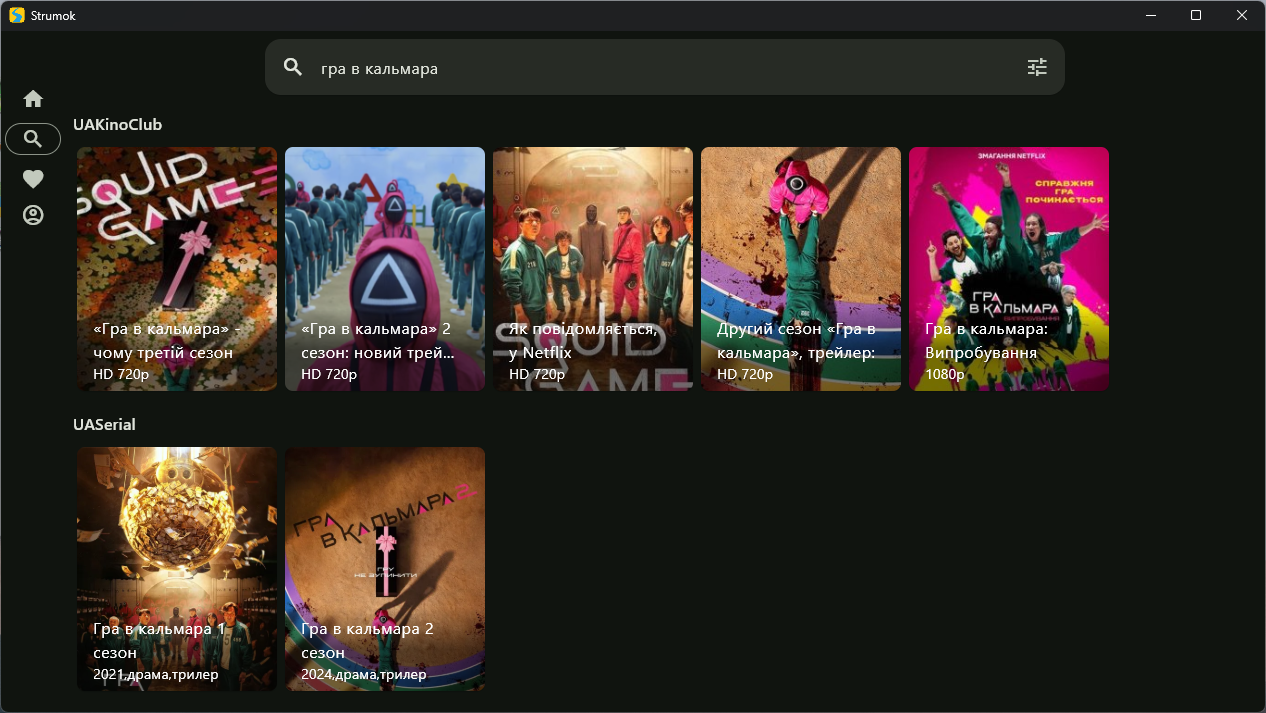 Strumok
гра в кальмара
UAKinoClub
SQUID
GAME
«Гра в кальмара» -
чому третій сезон
HD 720p
«Гра в кальмара» 2
сезон: новий трей...
HD 720p
SQUID
GAME
Як повідомляється,
у Netflix
HD 720p
Другий сезон «Гра в
кальмара», трейлер:
HD 720p
ЗМАГАННЯ NETFLIX
СПРАВЖНЯ
ГРА
ПОЧИНАЄТЬСЯ
ГРА
В КАЛЬМАРА
ВИПРОБУВАННЯ
Гра в кальмара:
Випробування
1080p
UASerial
ГРА
Гра в кальмара 1
сезон
2021,драма,трилер
ГРА
В КАЛЬМАРА 2
ГРУ
НЕ ЗУПИНИТИ
Гра в кальмара 2
сезон
2024,драма,трилер